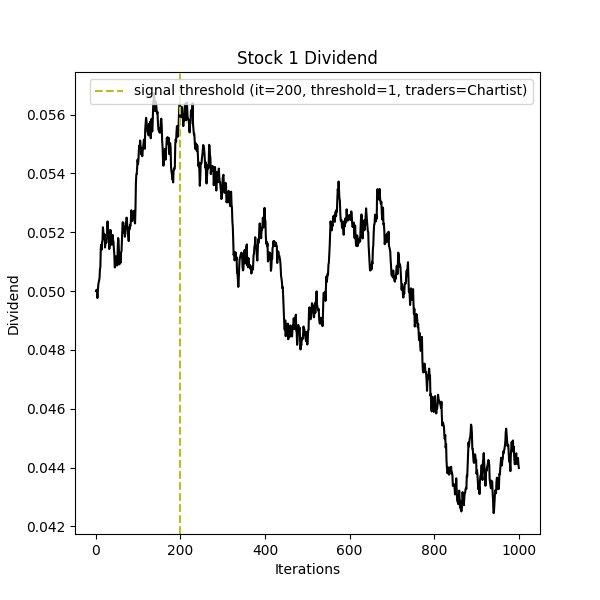 Stock 1 Dividend
signal threshold (it=200, threshold=1, traders=Chartist)
0.056
0.054
0.052
0.050
0.048
0.046
0.044
0.042
Dividend
0 200 400 600 800 1000
Iterations